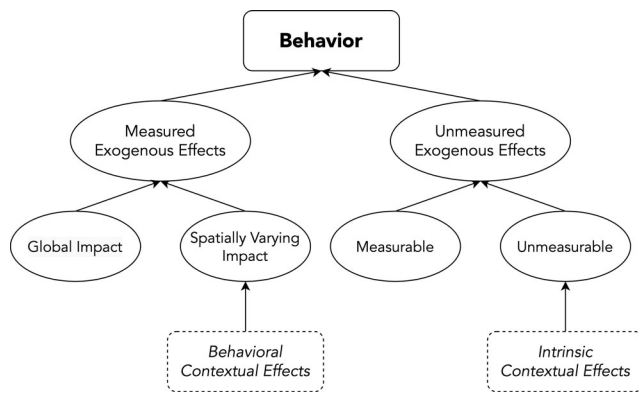 Behavior
Measured
Exogenous Effects
Unmeasured
Exogenous Effects
Global Impact
Spatially Varying
Impact
Measurable
Unmeasurable
Behavioral
Contextual Effects
Intrinsic
Contextual Effects